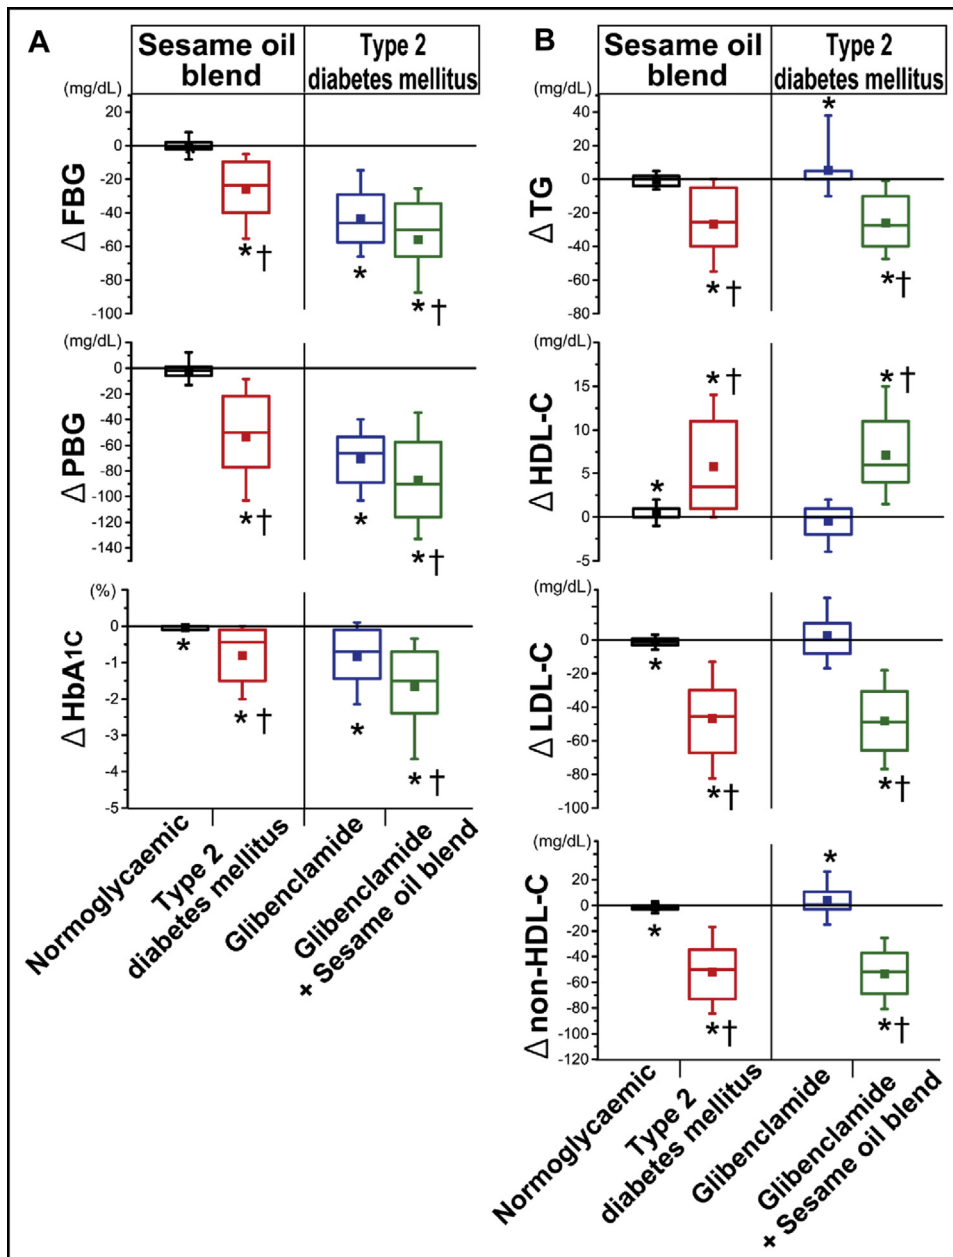 A
Sesame oil
blend
Type 2
diabetes mellitus
(mg/dL)
20
0
-20
-40
-60
-80
-100
△ FBG
*†
*
*†
(mg/dL)
0
-20
-40
-60
-80
-100
-120
-140
△ PBG
*†
*
*†
(%)
0
-1
-2
-3
-4
-5
△ HbA1C
*
*†
*
*†
Normoglycaemic
Type 2
diabetes mellitus
Glibenclamide
Glibenclamide
+ Sesame oil blend
B
Sesame oil
blend
Type 2
diabetes mellitus
(mg/dL)
40
20
0
-20
-40
-60
-80
△ TG
*†
*
*†
(mg/dL)
15
10
5
0
-5
△ HDL-C
*
*†
*†
(mg/dL)
0
-20
-40
-60
-80
-100
△ LDL-C
*
*†
*†
(mg/dL)
20
0
-20
-40
-60
-80
-100
-120
△ non-HDL-C
*
*†
*
*†
Normoglycaemic
Type 2
diabetes mellitus
Glibenclamide
Glibenclamide
+ Sesame oil blend